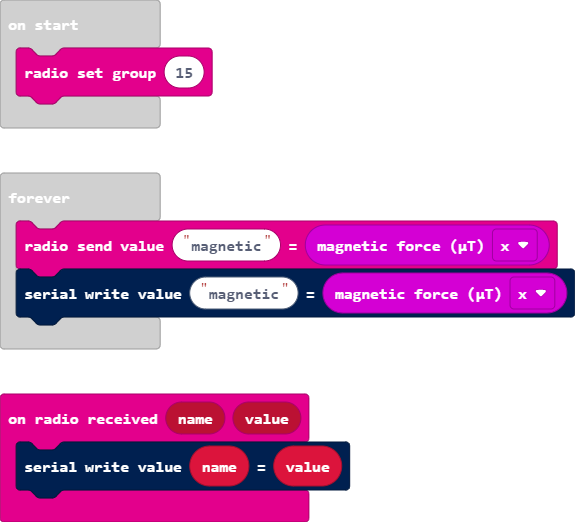 on start
radio set group 15
forever
radio send value "magnetic" = magnetic force (µT) x
serial write value "magnetic" = magnetic force (µT) x
on radio received name value
serial write value name = value